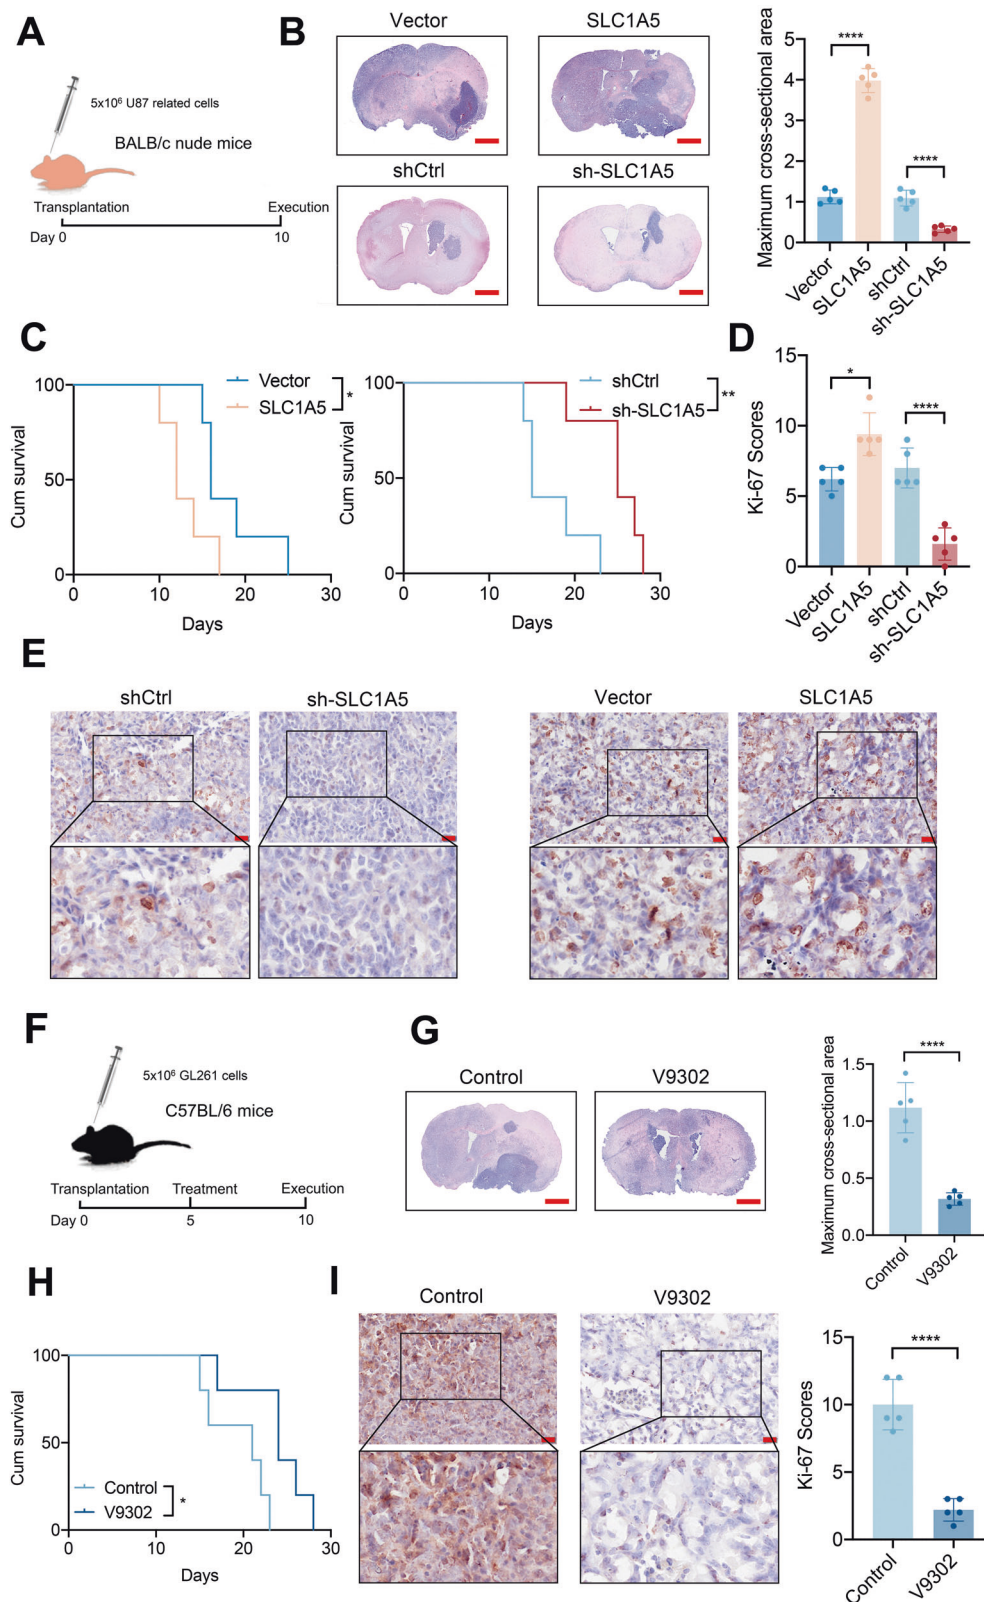 A
5x10⁶ U87 related cells
BALB/c nude mice
Transplantation Execution
Day 0 10
B
Vector SLC1A5
shCtrl sh-SLC1A5
Maximum cross-sectional area
5
4
3
2
1
0
**** ****
Vector SLC1A5 shCtrl sh-SLC1A5
C
Cum survival
100
50
0
Vector
SLC1A5
*
0 10 20 30
Days
Cum survival
100
50
0
shCtrl
sh-SLC1A5
**
0 10 20 30
Days
D
Ki-67 Scores
15
10
5
0
* ****
Vector SLC1A5 shCtrl sh-SLC1A5
E
shCtrl sh-SLC1A5 Vector SLC1A5
F
5x10⁶ GL261 cells
C57BL/6 mice
Transplantation Treatment Execution
Day 0 5 10
G
Control V9302
Maximum cross-sectional area
1.5
1.0
0.5
0.0
****
Control V9302
H
Cum survival
100
50
0
Control
V9302
*
0 10 20 30
Days
I
Control V9302
Ki-67 Scores
15
10
5
0
****
Control V9302